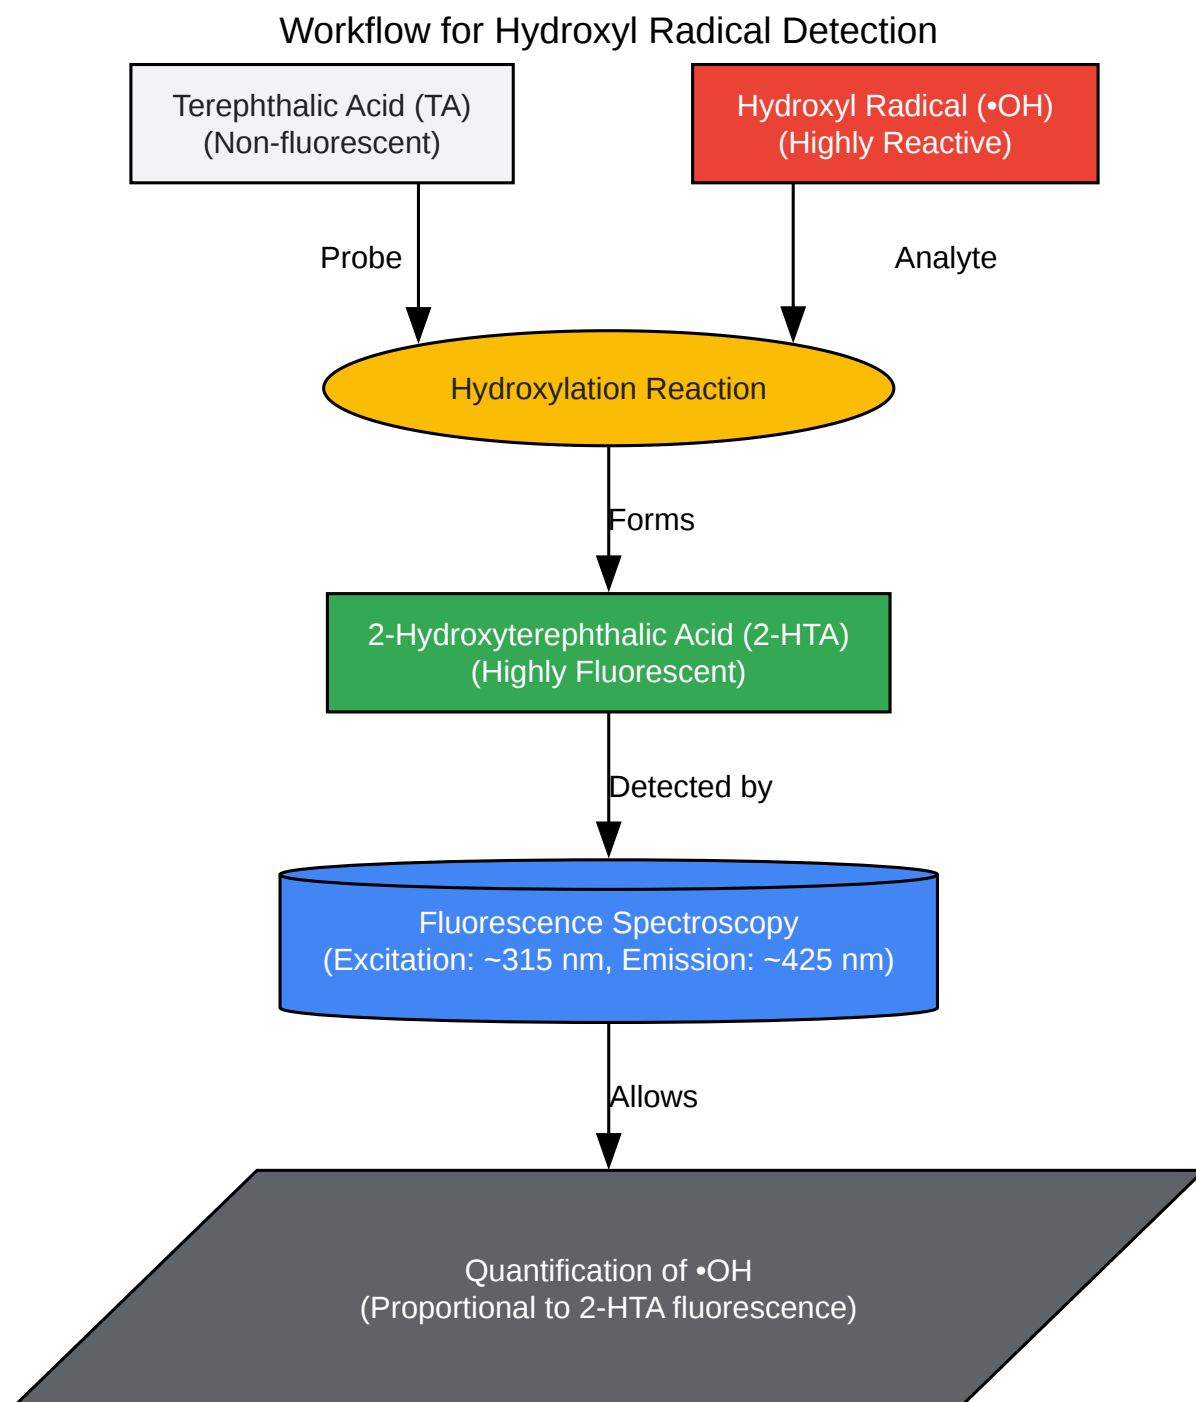 Workflow for Hydroxyl Radical Detection
Terephthalic Acid (TA)
(Non-fluorescent)
Hydroxyl Radical (•OH)
(Highly Reactive)
Probe
Analyte
Hydroxylation Reaction
Forms
2-Hydroxyterephthalic Acid (2-HTA)
(Highly Fluorescent)
Detected by
Fluorescence Spectroscopy
(Excitation: ~315 nm, Emission: ~425 nm)
Allows
Quantification of •OH
(Proportional to 2-HTA fluorescence)